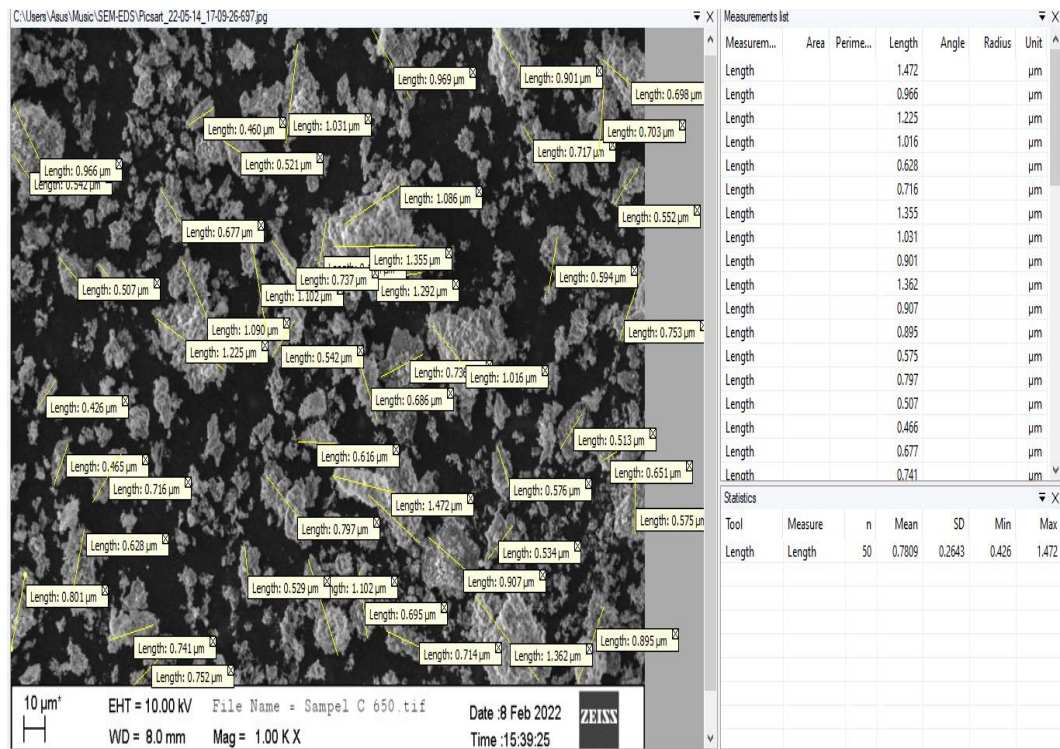 C:\Users\Asus\Music\SEM-EDS\Picsart_22-05-14_17-09-26-697.jpg
Length: 0.969 µm
Length: 0.901 µm
Length: 0.698 µm
Length: 0.460 µm
Length: 1.031 µm
Length: 0.703 µm
Length: 0.717 µm
Length: 0.521 µm
Length: 0.966 µm
Length: 0.542 µm
Length: 1.086 µm
Length: 0.552 µm
Length: 0.677 µm
Length: 1.355 µm
Length: 0.737 µm
Length: 0.594 µm
Length: 0.507 µm
Length: 1.102 µm
Length: 1.292 µm
Length: 1.090 µm
Length: 0.753 µm
Length: 1.225 µm
Length: 0.542 µm
Length: 0.736
Length: 1.016 µm
Length: 0.686 µm
Length: 0.426 µm
Length: 0.513 µm
Length: 0.616 µm
Length: 0.465 µm
Length: 0.651 µm
Length: 0.716 µm
Length: 0.576 µm
Length: 1.472 µm
Length: 0.575 µm
Length: 0.797 µm
Length: 0.628 µm
Length: 0.534 µm
Length: 0.907 µm
Length: 0.529 µm
ngth: 1.102 µm
Length: 0.801 µm
Length: 0.695 µm
Length: 0.895 µm
Length: 0.741 µm
Length: 0.714 µm
Length: 1.362 µm
Length: 0.752 µm
10 µm*
EHT = 10.00 kV
File Name = Sampel C 650.tif
Date :8 Feb 2022
ZEISS
WD = 8.0 mm
Mag = 1.00 K X
Time :15:39:25
Measurements list
Measurem... Area Perime... Length Angle Radius Unit
Length 1.472 µm
Length 0.966 µm
Length 1.225 µm
Length 1.016 µm
Length 0.628 µm
Length 0.716 µm
Length 1.355 µm
Length 1.031 µm
Length 0.901 µm
Length 1.362 µm
Length 0.907 µm
Length 0.895 µm
Length 0.575 µm
Length 0.797 µm
Length 0.507 µm
Length 0.466 µm
Length 0.677 µm
Length 0.741 µm
Statistics
Tool Measure n Mean SD Min Max
Length Length 50 0.7809 0.2643 0.426 1.472